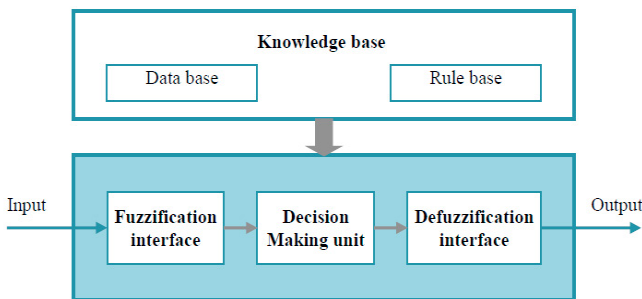 Knowledge base
Data base
Rule base
Input
Fuzzification
interface
Decision
Making unit
Defuzzification
interface
Output